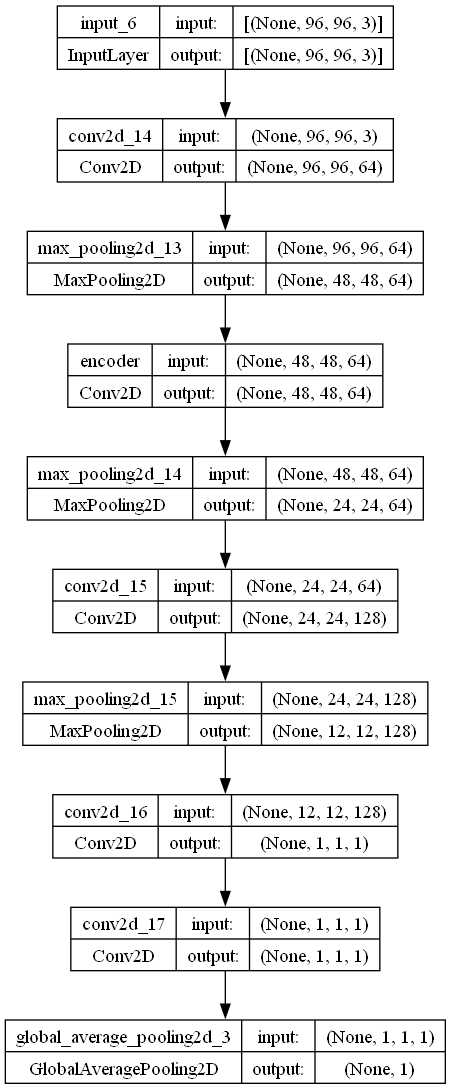 input_6 input: [(None, 96, 96, 3)]
InputLayer output: [(None, 96, 96, 3)]
conv2d_14 input: (None, 96, 96, 3)
Conv2D output: (None, 96, 96, 64)
max_pooling2d_13 input: (None, 96, 96, 64)
MaxPooling2D output: (None, 48, 48, 64)
encoder input: (None, 48, 48, 64)
Conv2D output: (None, 48, 48, 64)
max_pooling2d_14 input: (None, 48, 48, 64)
MaxPooling2D output: (None, 24, 24, 64)
conv2d_15 input: (None, 24, 24, 64)
Conv2D output: (None, 24, 24, 128)
max_pooling2d_15 input: (None, 24, 24, 128)
MaxPooling2D output: (None, 12, 12, 128)
conv2d_16 input: (None, 12, 12, 128)
Conv2D output: (None, 1, 1, 1)
conv2d_17 input: (None, 1, 1, 1)
Conv2D output: (None, 1, 1, 1)
global_average_pooling2d_3 input: (None, 1, 1, 1)
GlobalAveragePooling2D output: (None, 1)